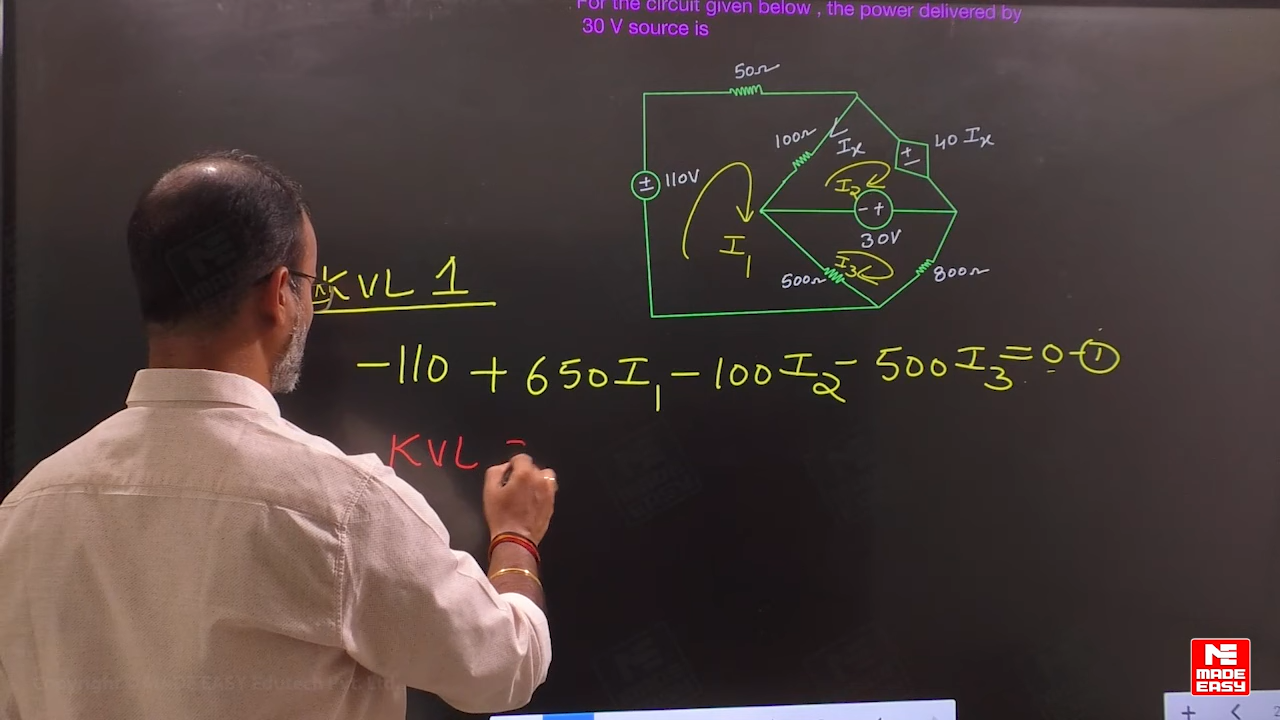 For the circuit given below , the power delivered by
30 V source is
50Ω
100Ω
Ix
40 Ix
± 110V
±
I2
- +
30V
I1
I3
500Ω
800Ω
KVL 1
-110 + 650I1 - 100I2 - 500I3 = 0 - ①
KVL
NE
MADE
EASY
+ <